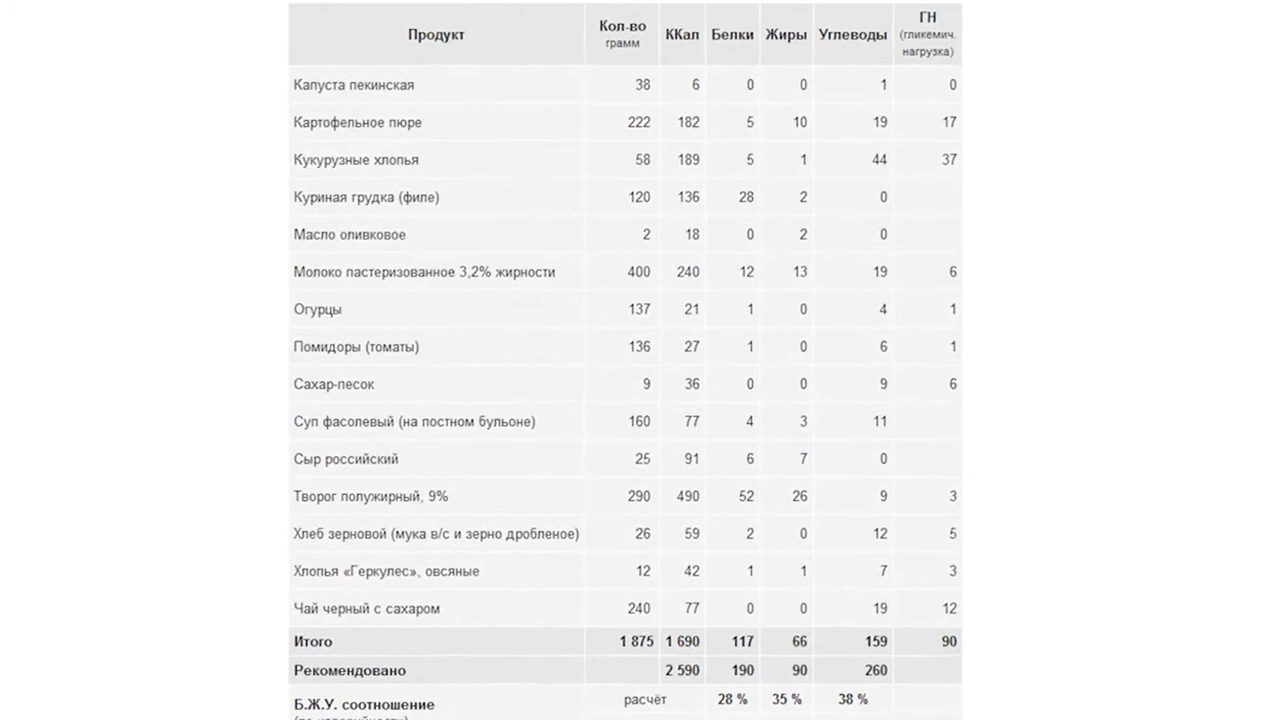 Продукт Кол-во грамм ККал Белки Жиры Углеводы ГН (гликемич. нагрузка)
Капуста пекинская 38 6 0 0 1 0
Картофельное пюре 222 182 5 10 19 17
Кукурузные хлопья 58 189 5 1 44 37
Куриная грудка (филе) 120 136 28 2 0
Масло оливковое 2 18 0 2 0
Молоко пастеризованное 3,2% жирности 400 240 12 13 19 6
Огурцы 137 21 1 0 4 1
Помидоры (томаты) 136 27 1 0 6 1
Сахар-песок 9 36 0 0 9 6
Суп фасолевый (на постном бульоне) 160 77 4 3 11
Сыр российский 25 91 6 7 0
Творог полужирный, 9% 290 490 52 26 9 3
Хлеб зерновой (мука в/с и зерно дробленое) 26 59 2 0 12 5
Хлопья «Геркулес», овсяные 12 42 1 1 7 3
Чай черный с сахаром 240 77 0 0 19 12
Итого 1 875 1 690 117 66 159 90
Рекомендовано 2 590 190 90 260
Б.Ж.У. соотношение расчёт 28 % 35 % 38 %